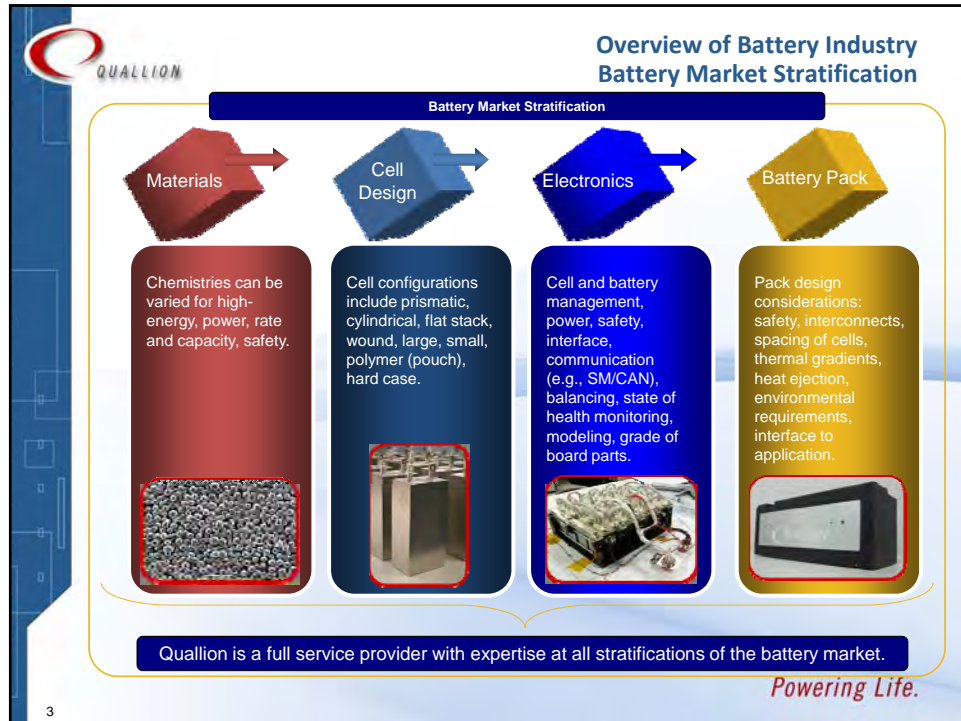 QUALLION
Overview of Battery Industry
Battery Market Stratification
Battery Market Stratification
Materials
Cell
Design
Electronics
Battery Pack
Chemistries can be
varied for high-
energy, power, rate
and capacity, safety.
Cell configurations
include prismatic,
cylindrical, flat stack,
wound, large, small,
polymer (pouch),
hard case.
Cell and battery
management,
power, safety,
interface,
communication
(e.g., SM/CAN),
balancing, state of
health monitoring,
modeling, grade of
board parts.
Pack design
considerations:
safety, interconnects,
spacing of cells,
thermal gradients,
heat ejection,
environmental
requirements,
interface to
application.
Quallion is a full service provider with expertise at all stratifications of the battery market.
Powering Life.
3